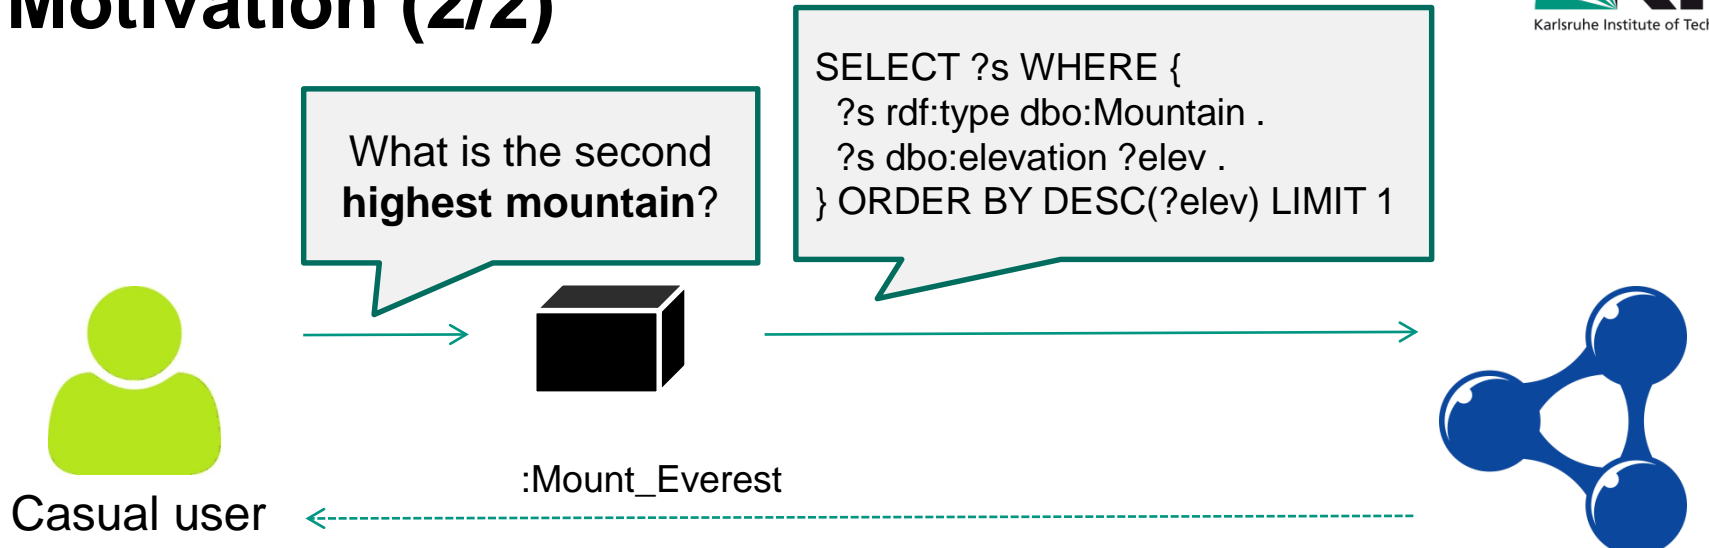 Motivation (2/2)
Karlsruhe Institute of
SELECT ?s WHERE {
?s rdf:type dbo:Mountain .
?s dbo:elevation ?elev .
} ORDER BY DESC(?elev) LIMIT 1
What is the second
highest mountain?
:Mount_Everest
Casual user